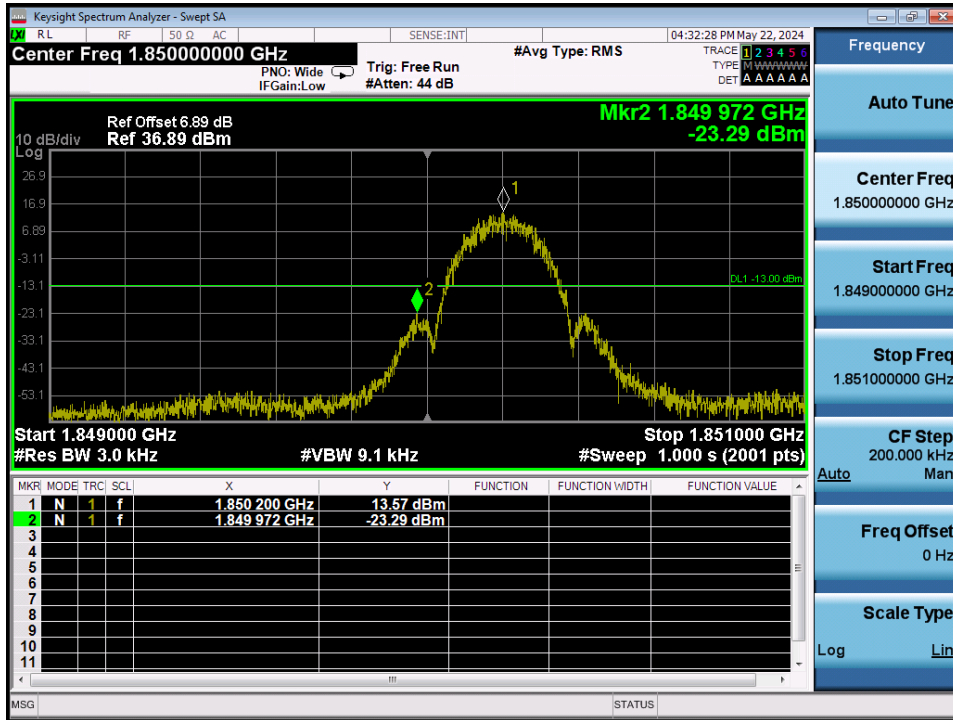 Keysight Spectrum Analyzer - Swept SA
LXI RL RF 50 Ω AC SENSE:INT 04:32:28 PM May 22, 2024
Center Freq 1.850000000 GHz
PNO: Wide
IFGain:Low
Trig: Free Run
#Atten: 44 dB
#Avg Type: RMS
TRACE 1 2 3 4 5 6
TYPE M W W W W W
DET A A A A A A
Ref Offset 6.89 dB
10 dB/div Ref 36.89 dBm
Log
Mkr2 1.849 972 GHz
-23.29 dBm
26.9
16.9
6.89
-3.11
-13.1
-23.1
-33.1
-43.1
-53.1
1
2
DL1 -13.00 dBm
Start 1.849000 GHz Stop 1.851000 GHz
#Res BW 3.0 kHz #VBW 9.1 kHz #Sweep 1.000 s (2001 pts)
MKR MODE TRC SCL X Y FUNCTION FUNCTION WIDTH FUNCTION VALUE
1 N 1 f 1.850 200 GHz 13.57 dBm
2 N 1 f 1.849 972 GHz -23.29 dBm
3
4
5
6
7
8
9
10
11
MSG STATUS
Frequency
Auto Tune
Center Freq
1.850000000 GHz
Start Freq
1.849000000 GHz
Stop Freq
1.851000000 GHz
CF Step
200.000 kHz
Auto Man
Freq Offset
0 Hz
Scale Type
Log Lin